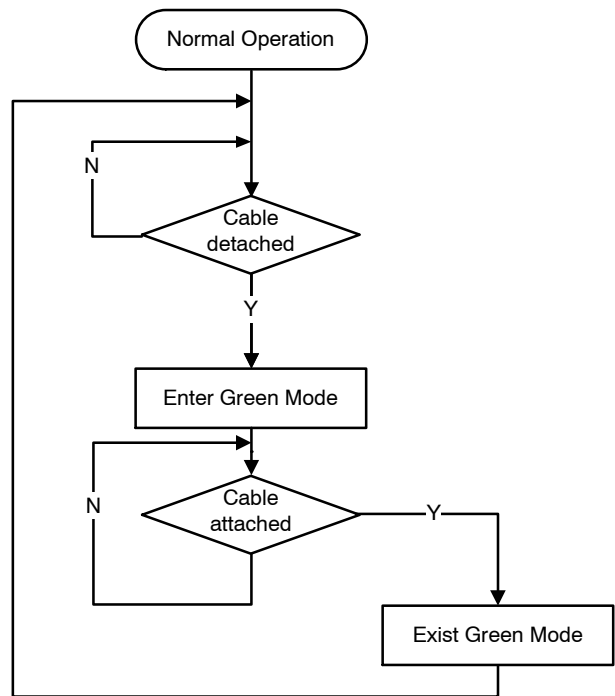 Normal Operation
N
Cable
detached
Y
Enter Green Mode
N
Cable
attached
Y
Exist Green Mode